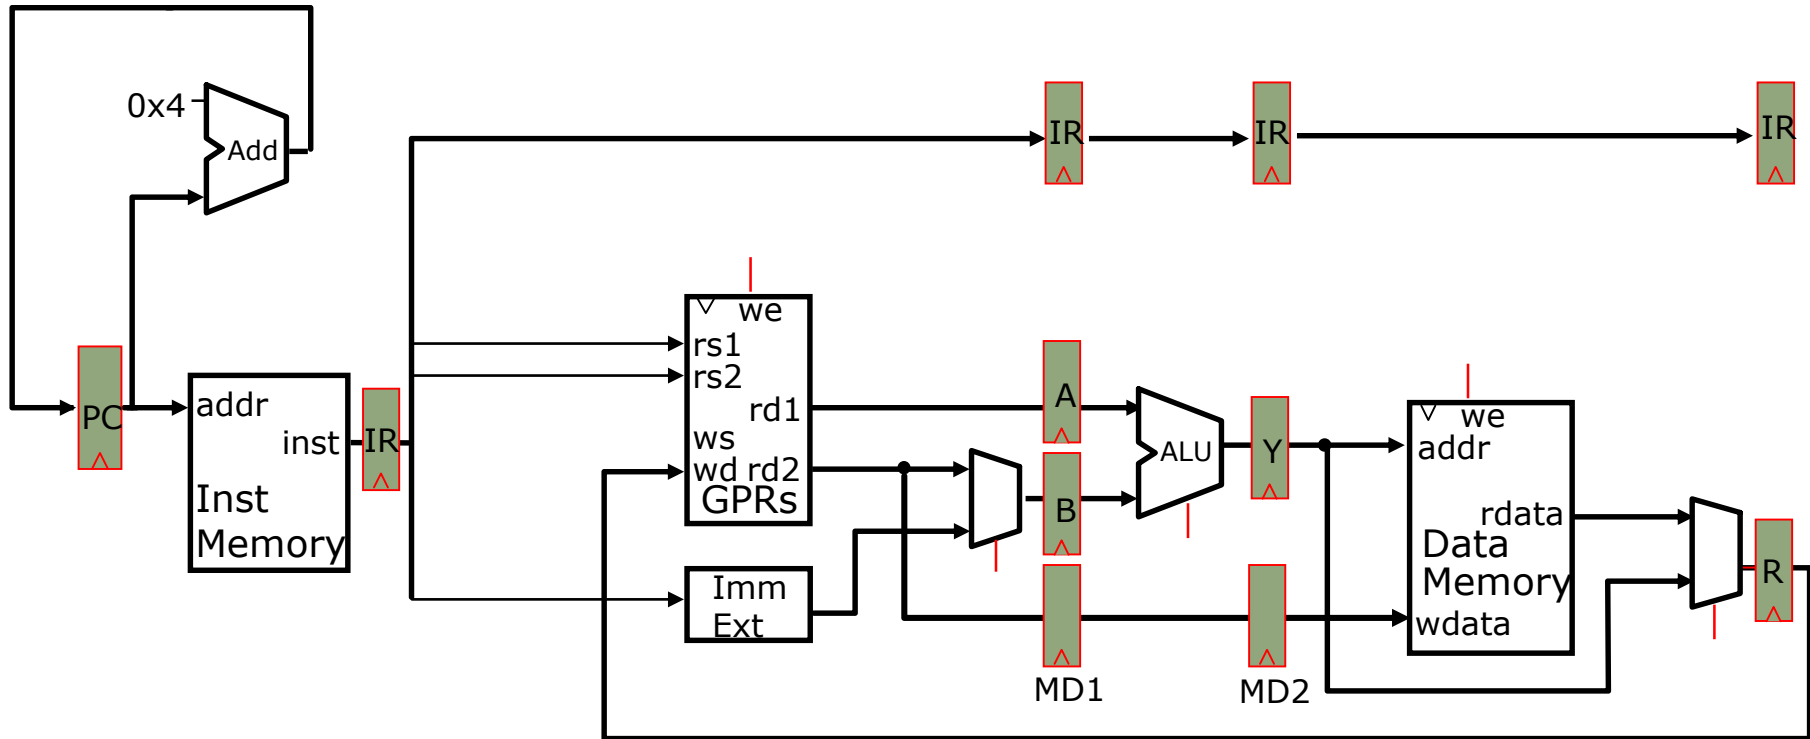 0x4
Add
IR
IR
IR
we
rs1
rs2
rd1
ws
wd rd2
GPRs
PC
addr
inst
Inst
Memory
IR
A
B
ALU
Y
we
addr
rdata
Data
Memory
wdata
R
Imm
Ext
MD1
MD2